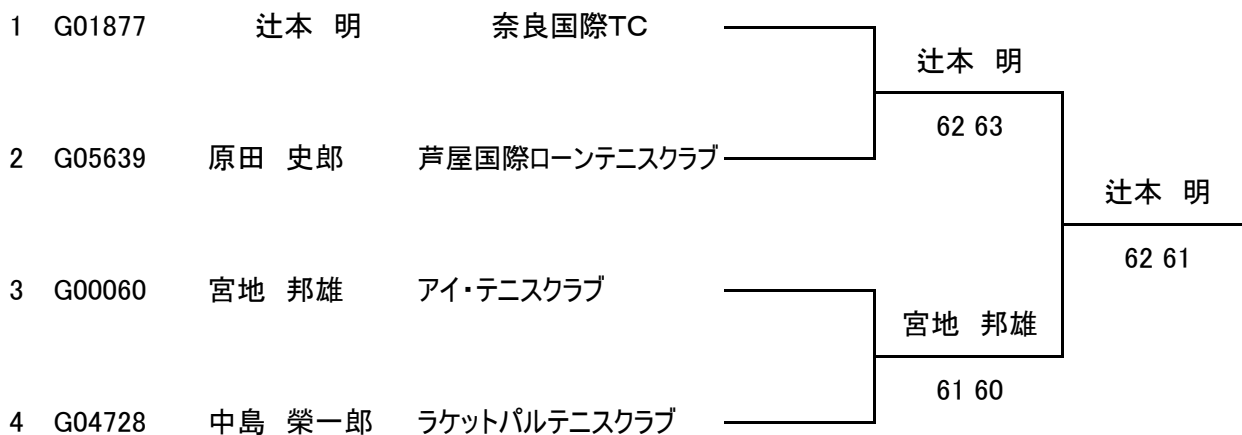 1 G01877 辻本 明 奈良国際TC
辻本 明
62 63
2 G05639 原田 史郎 芦屋国際ローンテニスクラブ
辻本 明
62 61
3 G00060 宮地 邦雄 アイ・テニスクラブ
宮地 邦雄
61 60
4 G04728 中島 榮一郎 ラケットパルテニスクラブ